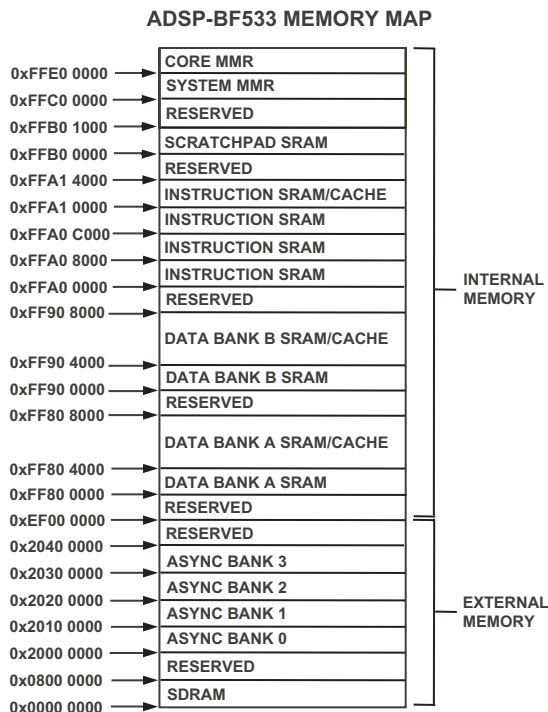 ADSP-BF533 MEMORY MAP
CORE MMR
0xFFE0 0000
SYSTEM MMR
0xFFC0 0000
RESERVED
0xFFB0 1000
SCRATCHPAD SRAM
0xFFB0 0000
RESERVED
0xFFA1 4000
INSTRUCTION SRAM/CACHE
0xFFA1 0000
INSTRUCTION SRAM
0xFFA0 C000
INSTRUCTION SRAM
0xFFA0 8000
INSTRUCTION SRAM
0xFFA0 0000
RESERVED
0xFF90 8000
DATA BANK B SRAM/CACHE
0xFF90 4000
DATA BANK B SRAM
0xFF90 0000
RESERVED
0xFF80 8000
DATA BANK A SRAM/CACHE
0xFF80 4000
DATA BANK A SRAM
0xFF80 0000
RESERVED
0xEF00 0000
RESERVED
0x2040 0000
ASYNC BANK 3
0x2030 0000
ASYNC BANK 2
0x2020 0000
ASYNC BANK 1
0x2010 0000
ASYNC BANK 0
0x2000 0000
RESERVED
0x0800 0000
SDRAM
0x0000 0000
INTERNAL
MEMORY
EXTERNAL
MEMORY